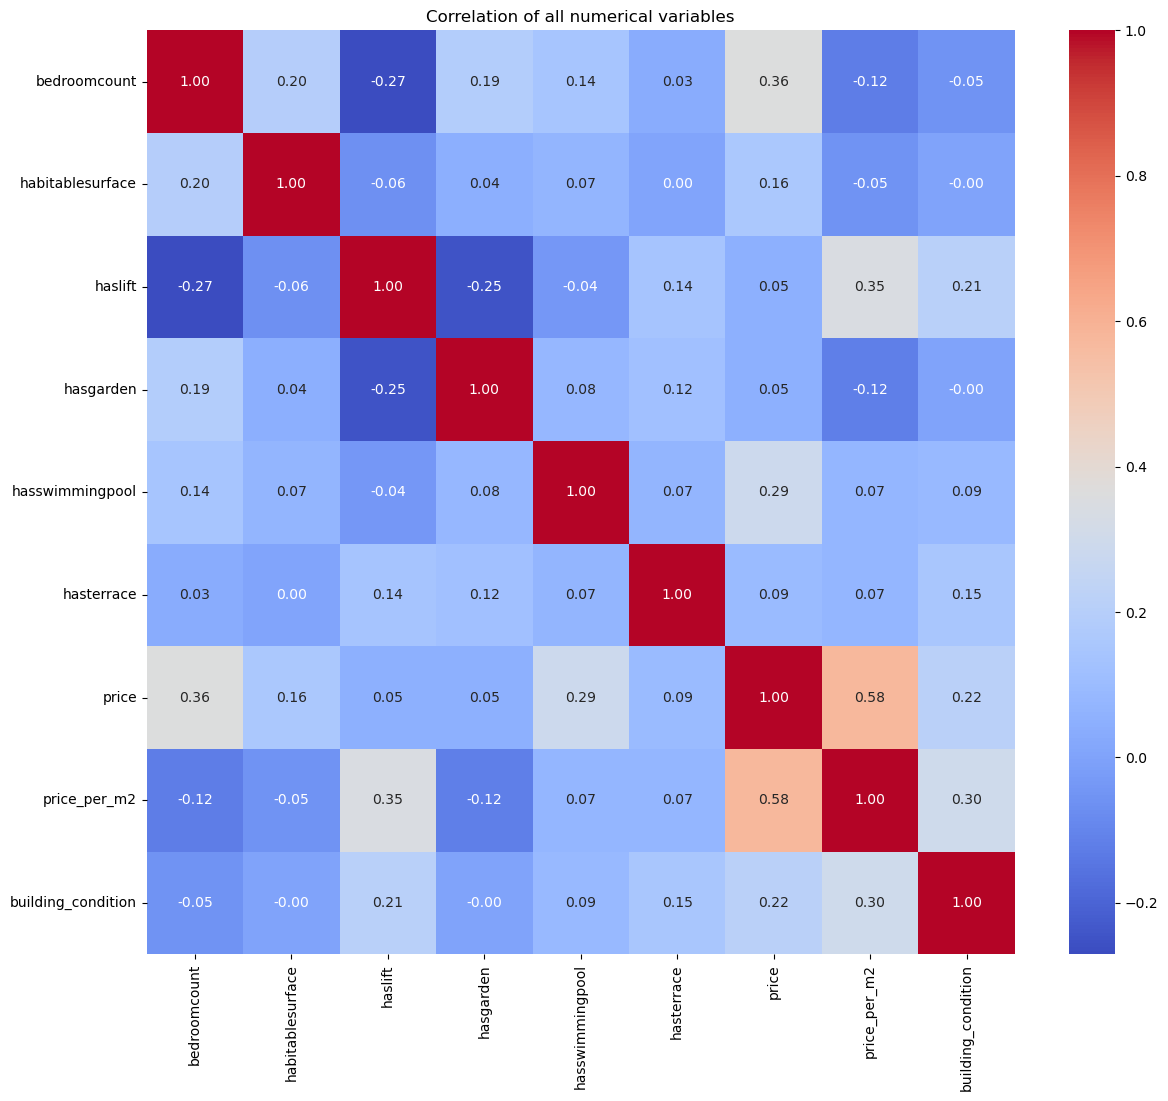 Correlation of all numerical variables
bedroomcount 1.00 0.20 -0.27 0.19 0.14 0.03 0.36 -0.12 -0.05
habitablesurface 0.20 1.00 -0.06 0.04 0.07 0.00 0.16 -0.05 -0.00
haslift -0.27 -0.06 1.00 -0.25 -0.04 0.14 0.05 0.35 0.21
hasgarden 0.19 0.04 -0.25 1.00 0.08 0.12 0.05 -0.12 -0.00
hasswimmingpool 0.14 0.07 -0.04 0.08 1.00 0.07 0.29 0.07 0.09
hasterrace 0.03 0.00 0.14 0.12 0.07 1.00 0.09 0.07 0.15
price 0.36 0.16 0.05 0.05 0.29 0.09 1.00 0.58 0.22
price_per_m2 -0.12 -0.05 0.35 -0.12 0.07 0.07 0.58 1.00 0.30
building_condition -0.05 -0.00 0.21 -0.00 0.09 0.15 0.22 0.30 1.00
bedroomcount
habitablesurface
haslift
hasgarden
hasswimmingpool
hasterrace
price
price_per_m2
building_condition
1.0
0.8
0.6
0.4
0.2
0.0
−0.2